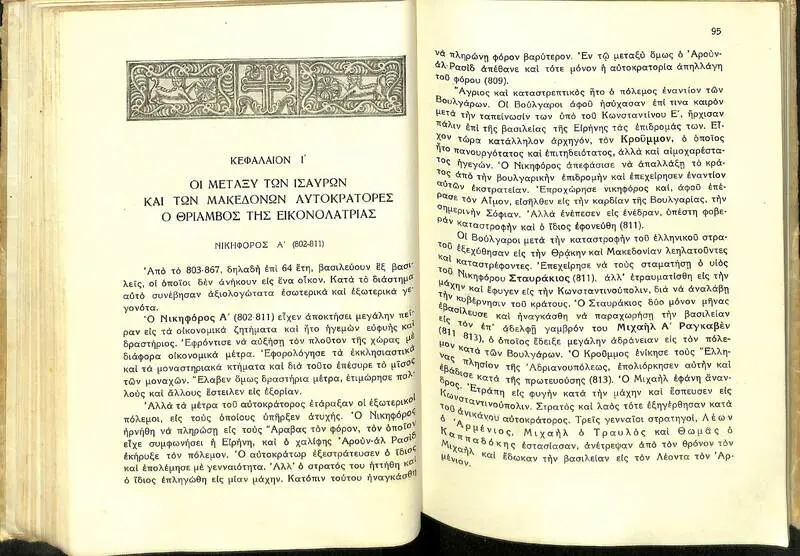 ΚΕΦΑΛΑΙΟΝ Ι΄
ΟΙ ΜΕΤΑΞΥ ΤΩΝ ΙΣΑΥΡΩΝ
ΚΑΙ ΤΩΝ ΜΑΚΕΔΟΝΩΝ ΑΥΤΟΚΡΑΤΟΡΕΣ
Ο ΘΡΙΑΜΒΟΣ ΤΗΣ ΕΙΚΟΝΟΛΑΤΡΙΑΣ
ΝΙΚΗΦΟΡΟΣ Α΄ (802-811)
Ἀπὸ τὸ 803-867, δηλαδὴ ἐπὶ 64 ἔτη, βασιλεύουν ἓξ βασι-
λεῖς, οἱ ὁποῖοι δὲν ἀνήκουν εἰς ἕνα οἶκον. Κατὰ τὸ διάστημα
αὐτὸ συνέβησαν ἀξιολογώτατα ἐσωτερικὰ καὶ ἐξωτερικὰ γε-
γονότα.
Ὁ Νικηφόρος Α΄ (802-811) εἶχεν ἀποκτήσει μεγάλην πεῖ-
ραν εἰς τὰ οἰκονομικὰ ζητήματα καὶ ἦτο ἡγεμὼν εὐφυὴς καὶ
δραστήριος. Ἐφρόντισε νὰ αὐξήσῃ τὸν πλοῦτον τῆς χώρας μὲ
διάφορα οἰκονομικὰ μέτρα. Ἐφορολόγησε τὰ ἐκκλησιαστικὰ
καὶ τὰ μοναστηριακὰ κτήματα καὶ διὰ τοῦτο ἐπέσυρε τὸ μῖσος
τῶν μοναχῶν. Ἔλαβεν ὅμως δραστήρια μέτρα, ἐτιμώρησε πολ-
λοὺς καὶ ἄλλους ἔστειλεν εἰς ἐξορίαν.
Ἀλλὰ τὰ μέτρα τοῦ αὐτοκράτορος ἐτάραξαν οἱ ἐξωτερικοὶ
πόλεμοι, εἰς τοὺς ὁποίους ὑπῆρξεν ἀτυχής. Ὁ Νικηφόρος
ἠρνήθη νὰ πληρώσῃ εἰς τοὺς Ἄραβας τὸν φόρον, τὸν ὁποῖον
εἶχε συμφωνήσει ἡ Εἰρήνη, καὶ ὁ χαλίφης Ἀρούν-ἀλ Ρασὶδ
ἐκήρυξε τὸν πόλεμον. Ὁ αὐτοκράτωρ ἐξεστράτευσεν ὁ ἴδιος
καὶ ἐπολέμησε μὲ γενναιότητα. Ἀλλ᾿ ὁ στρατός του ἡττήθη καὶ
ὁ ἴδιος ἐπληγώθη εἰς μίαν μάχην. Κατόπιν τούτου ἠναγκάσθη
95
νὰ πληρώνῃ φόρον βαρύτερον. Ἐν τῷ μεταξὺ ὅμως ὁ Ἀρούν-
ἀλ-Ρασὶδ ἀπέθανε καὶ τότε μόνον ἡ αὐτοκρατορία ἀπηλλάγη
τοῦ φόρου (809).
Ἄγριος καὶ καταστρεπτικὸς ἦτο ὁ πόλεμος ἐναντίον τῶν
Βουλγάρων. Οἱ Βούλγαροι ἀφοῦ ἡσύχασαν ἐπί τινα καιρὸν
μετὰ τὴν ταπείνωσίν των ὑπὸ τοῦ Κωνσταντίνου Ε΄, ἤρχισαν
πάλιν ἐπὶ τῆς βασιλείας τῆς Εἰρήνης τὰς ἐπιδρομάς των. Εἶ-
χον τώρα κατάλληλον ἀρχηγόν, τὸν Κροῦμμον, ὁ ὁποῖος
ἦτο πανουργότατος καὶ ἐπιτηδειότατος, ἀλλὰ καὶ αἱμοχαρέστα-
τος ἡγεγών. Ὁ Νικηφόρος ἀπεφάσισε νὰ ἀπαλλάξῃ τὸ κρά-
τος ἀπὸ τὴν βουλγαρικὴν ἐπιδρομὴν καὶ ἐπεχείρησεν ἐναντίον
αὐτῶν ἐκστρατείαν. Ἐπροχώρησε νικηφόρος καί, ἀφοῦ ἐπέ-
ρασε τὸν Αἷμον, εἰσῆλθεν εἰς τὴν καρδίαν τῆς Βουλγαρίας, τὴν
σημερινὴν Σόφιαν. Ἀλλὰ ἐνέπεσεν εἰς ἐνέδραν, ὑπέστη φοβε-
ρὰν καταστροφὴν καὶ ὁ ἴδιος ἐφονεύθη (811).
Οἱ Βούλγαροι μετὰ τὴν καταστροφὴν τοῦ ἑλληνικοῦ στρα-
τοῦ ἐξεχύθησαν εἰς τὴν Θράκην καὶ Μακεδονίαν λεηλατοῦντες
καὶ καταστρέφοντες. Ἐπεχείρησε νὰ τοὺς σταματήσῃ ὁ υἱὸς
τοῦ Νικηφόρου Σταυράκιος (811), ἀλλ᾿ ἐτραυματίσθη εἰς τὴν
μάχην καὶ ἔφυγεν εἰς τὴν Κωνσταντινούπολιν, διὰ νὰ ἀναλάβῃ
τὴν κυβέρνησιν τοῦ κράτους. Ὁ Σταυράκιος δύο μόνον μῆνας
ἐβασίλευσε καὶ ἠναγκάσθη νὰ παραχωρήσῃ τὴν βασιλείαν
εἰς τὸν ἐπ᾿ ἀδελφῇ γαμβρόν του Μιχαὴλ Α΄ Ραγκαβὲν
(811 813), ὁ ὁποῖος ἔδειξε μεγάλην ἀδράνειαν εἰς τὸν πόλε-
μον κατὰ τῶν Βουλγάρων. Ὁ Κροῦμμος ἐνίκησε τοὺς Ἕλλη-
νας πλησίον τῆς Ἀδριανουπόλεως, ἐπολιόρκησεν αὐτὴν καὶ
ἐβάδισε κατὰ τῆς πρωτευούσης (813). Ὁ Μιχαὴλ ἐφάνη ἄναν-
δρος. Ἐτράπη εἰς φυγὴν κατὰ τὴν μάχην καὶ ἔσπευσεν εἰς
Κωνσταντινούπολιν. Στρατὸς καὶ λαὸς τότε ἐξηγέρθησαν κατὰ
τοῦ ἀνικάνου αὐτοκράτορος. Τρεῖς γενναῖοι στρατηγοί, Λέων
ὁ Ἀρμένιος, Μιχαὴλ ὁ Τραυλὸς καὶ Θωμᾶς ὁ
Καππαδόκης ἐστασίασαν, ἀνέτρεψαν ἀπὸ τὸν θρόνον τὸν
Μιχαὴλ καὶ ἔδωκαν τὴν βασιλείαν εἰς τὸν Λέοντα τὸν Ἀρ-
μένιον.